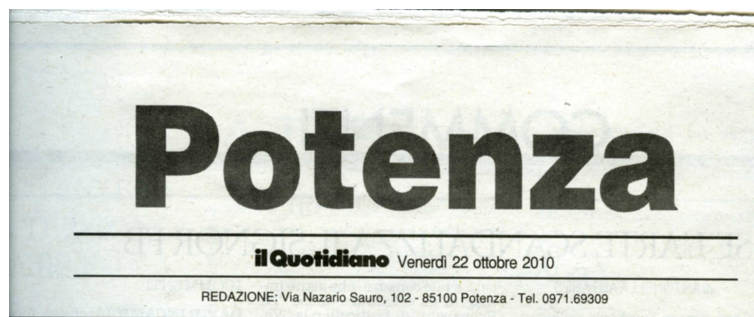 Potenza
il Quotidiano Venerdì 22 ottobre 2010
REDAZIONE: Via Nazario Sauro, 102 - 85100 Potenza - Tel. 0971.69309